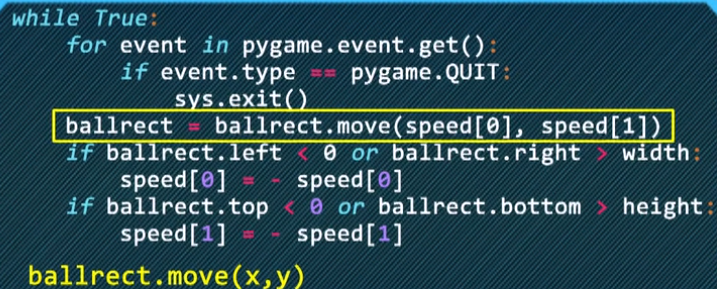 while True:
    for event in pygame.event.get():
        if event.type == pygame.QUIT:
            sys.exit()
    ballrect = ballrect.move(speed[0], speed[1])
    if ballrect.left < 0 or ballrect.right > width:
        speed[0] = - speed[0]
    if ballrect.top < 0 or ballrect.bottom > height:
        speed[1] = - speed[1]
ballrect.move(x,y)